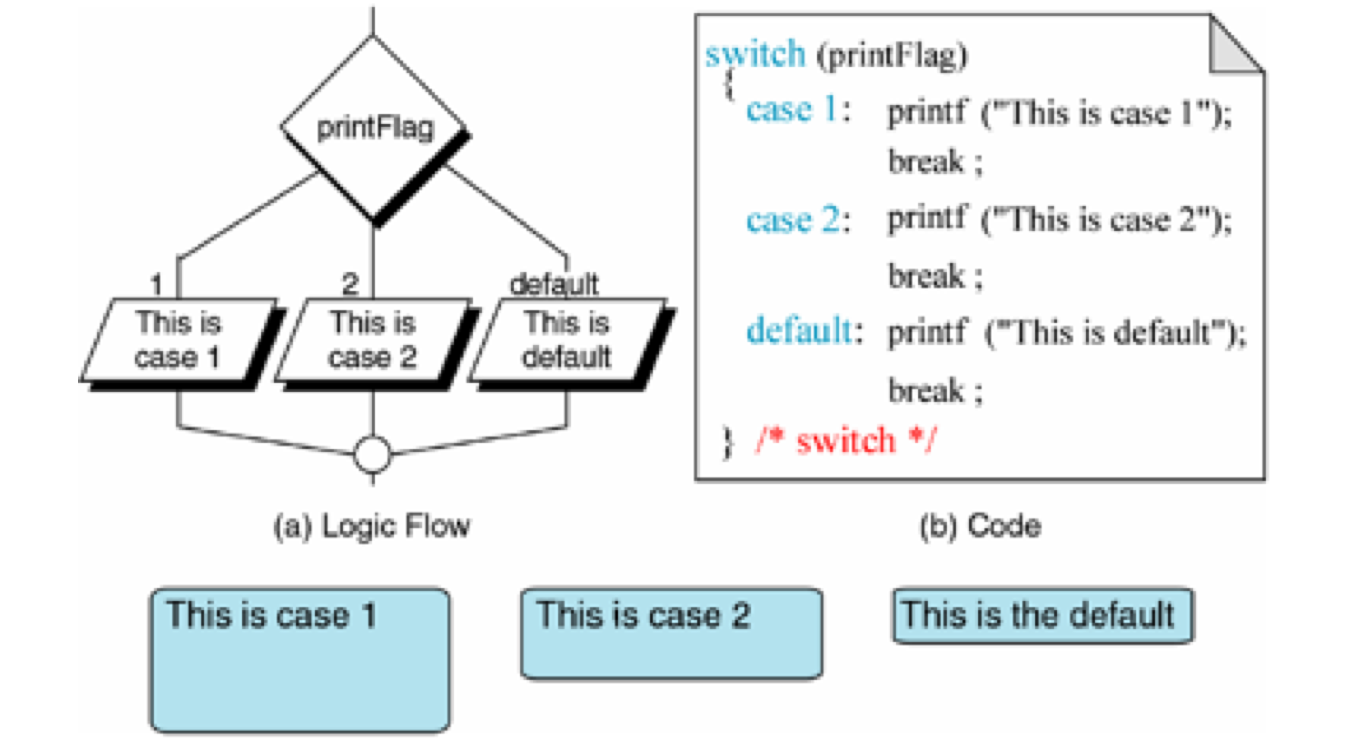 printFlag
1
2
default
This is
case 1
This is
case 2
This is
default
(a) Logic Flow
switch (printFlag)
{
case 1: printf ("This is case 1");
break ;
case 2: printf ("This is case 2");
break ;
default: printf ("This is default");
break ;
} /* switch */
(b) Code
This is case 1
This is case 2
This is the default